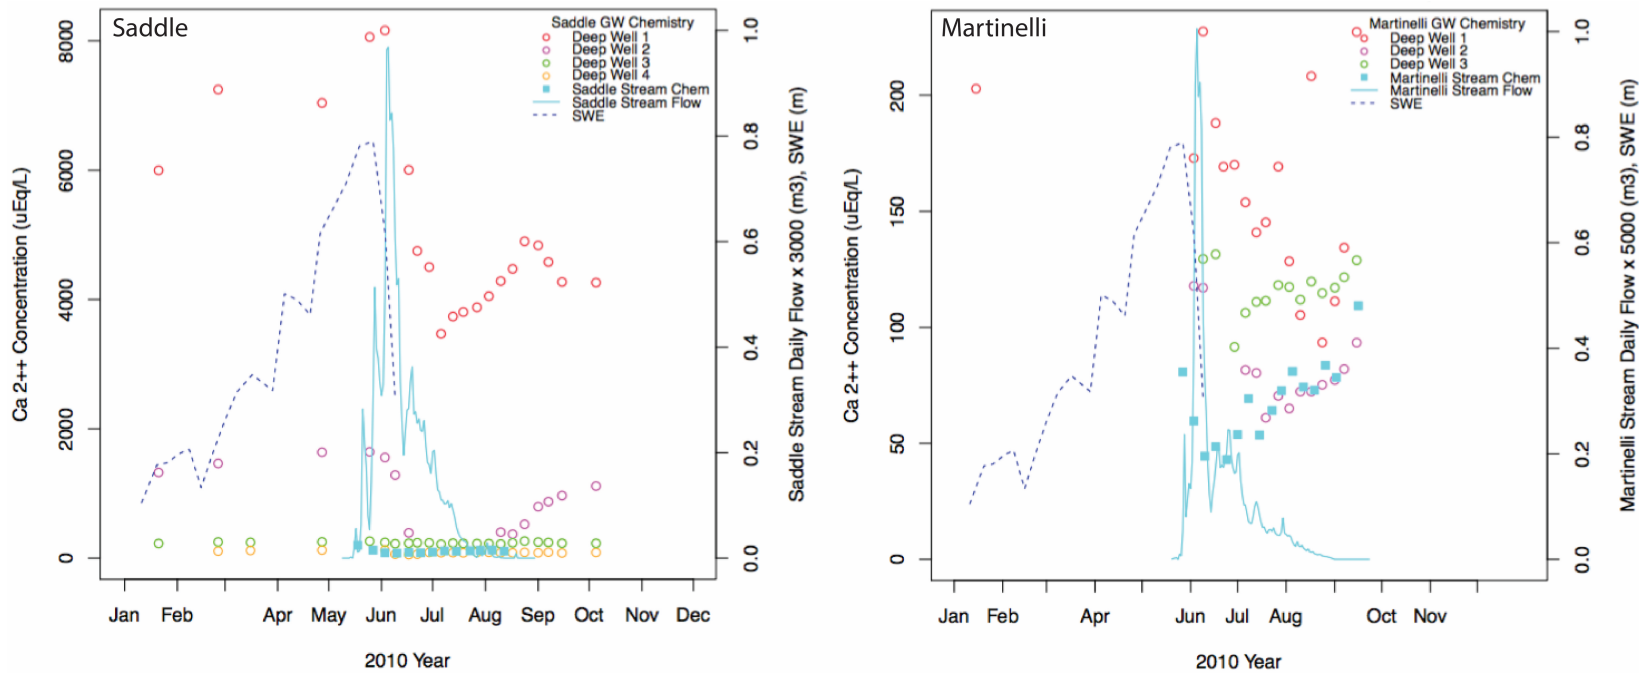 Saddle
Saddle GW Chemistry
Deep Well 1
Deep Well 2
Deep Well 3
Deep Well 4
Saddle Stream Chem
Saddle Stream Flow
SWE
Ca 2++ Concentration (uEq/L)
8000
6000
4000
2000
0
1.0
0.8
0.6
0.4
0.2
0.0
Saddle Stream Daily Flow x 3000 (m3), SWE (m)
Jan Feb Apr May Jun Jul Aug Sep Oct Nov Dec
2010 Year
Martinelli
Martinelli GW Chemistry
Deep Well 1
Deep Well 2
Deep Well 3
Martinelli Stream Chem
Martinelli Stream Flow
SWE
Ca 2++ Concentration (uEq/L)
200
150
100
50
0
1.0
0.8
0.6
0.4
0.2
0.0
Martinelli Stream Daily Flow x 5000 (m3), SWE (m)
Jan Feb Apr Jun Jul Aug Oct Nov
2010 Year